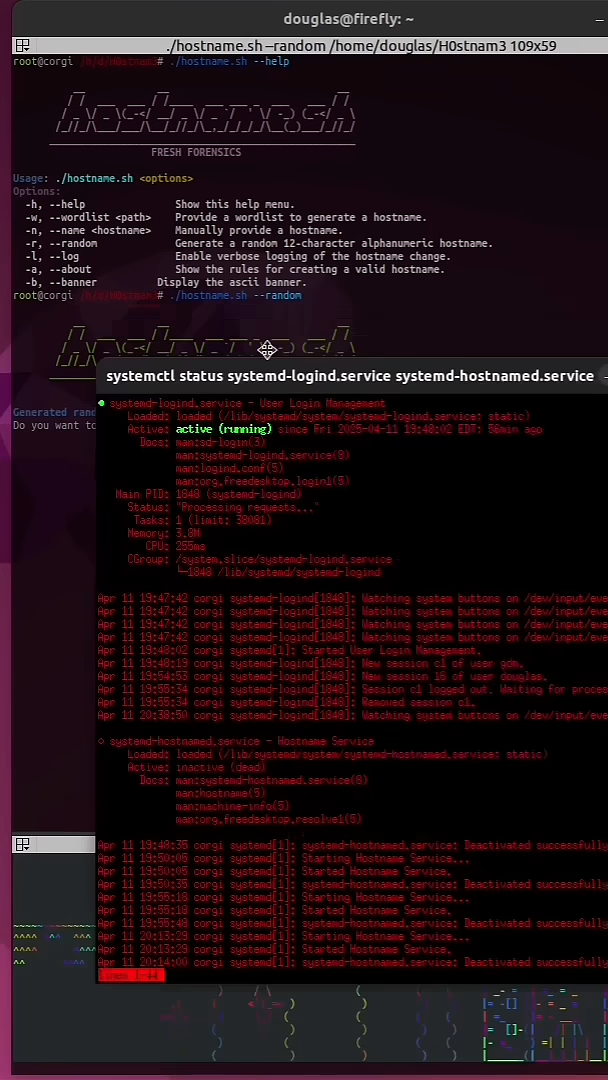 douglas@firefly: ~
./hostname.sh --random /home/douglas/H0stnam3 109x59
root@corgi /h/d/H0stnam3# ./hostname.sh --help
FRESH FORENSICS
Usage: ./hostname.sh <options>
Options:
-h, --help Show this help menu.
-w, --wordlist <path> Provide a wordlist to generate a hostname.
-n, --name <hostname> Manually provide a hostname.
-r, --random Generate a random 12-character alphanumeric hostname.
-l, --log Enable verbose logging of the hostname change.
-a, --about Show the rules for creating a valid hostname.
-b, --banner Display the ascii banner.
root@corgi /h/d/H0stnam3# ./hostname.sh --random
Generated rand
Do you want to
systemctl status systemd-logind.service systemd-hostnamed.service
● systemd-logind.service - User Login Management
Loaded: loaded (/lib/systemd/system/systemd-logind.service; static)
Active: active (running) since Fri 2025-04-11 19:48:02 EDT; 56min ago
Docs: man:sd-login(3)
man:systemd-logind.service(8)
man:logind.conf(5)
man:org.freedesktop.login1(5)
Main PID: 1848 (systemd-logind)
Status: "Processing requests..."
Tasks: 1 (limit: 38081)
Memory: 3.8M
CPU: 255ms
CGroup: /system.slice/systemd-logind.service
└─1848 /lib/systemd/systemd-logind
Apr 11 19:47:42 corgi systemd-logind[1848]: Watching system buttons on /dev/input/eve
Apr 11 19:47:42 corgi systemd-logind[1848]: Watching system buttons on /dev/input/eve
Apr 11 19:47:42 corgi systemd-logind[1848]: Watching system buttons on /dev/input/eve
Apr 11 19:47:42 corgi systemd-logind[1848]: Watching system buttons on /dev/input/eve
Apr 11 19:48:02 corgi systemd[1]: Started User Login Management.
Apr 11 19:48:19 corgi systemd-logind[1848]: New session c1 of user gdm.
Apr 11 19:54:53 corgi systemd-logind[1848]: New session 16 of user douglas.
Apr 11 19:55:34 corgi systemd-logind[1848]: Session c1 logged out. Waiting for proces
Apr 11 19:55:34 corgi systemd-logind[1848]: Removed session c1.
Apr 11 20:38:50 corgi systemd-logind[1848]: Watching system buttons on /dev/input/eve
○ systemd-hostnamed.service - Hostname Service
Loaded: loaded (/lib/systemd/system/systemd-hostnamed.service; static)
Active: inactive (dead)
Docs: man:systemd-hostnamed.service(8)
man:hostname(5)
man:machine-info(5)
man:org.freedesktop.resolve1(5)
Apr 11 19:48:35 corgi systemd[1]: systemd-hostnamed.service: Deactivated successfully
Apr 11 19:50:05 corgi systemd[1]: Starting Hostname Service...
Apr 11 19:50:05 corgi systemd[1]: Started Hostname Service.
Apr 11 19:50:35 corgi systemd[1]: systemd-hostnamed.service: Deactivated successfully
Apr 11 19:55:18 corgi systemd[1]: Starting Hostname Service...
Apr 11 19:55:18 corgi systemd[1]: Started Hostname Service.
Apr 11 19:55:49 corgi systemd[1]: systemd-hostnamed.service: Deactivated successfully
Apr 11 20:13:29 corgi systemd[1]: Starting Hostname Service...
Apr 11 20:13:29 corgi systemd[1]: Started Hostname Service.
Apr 11 20:14:00 corgi systemd[1]: systemd-hostnamed.service: Deactivated successfully
lines 1-44